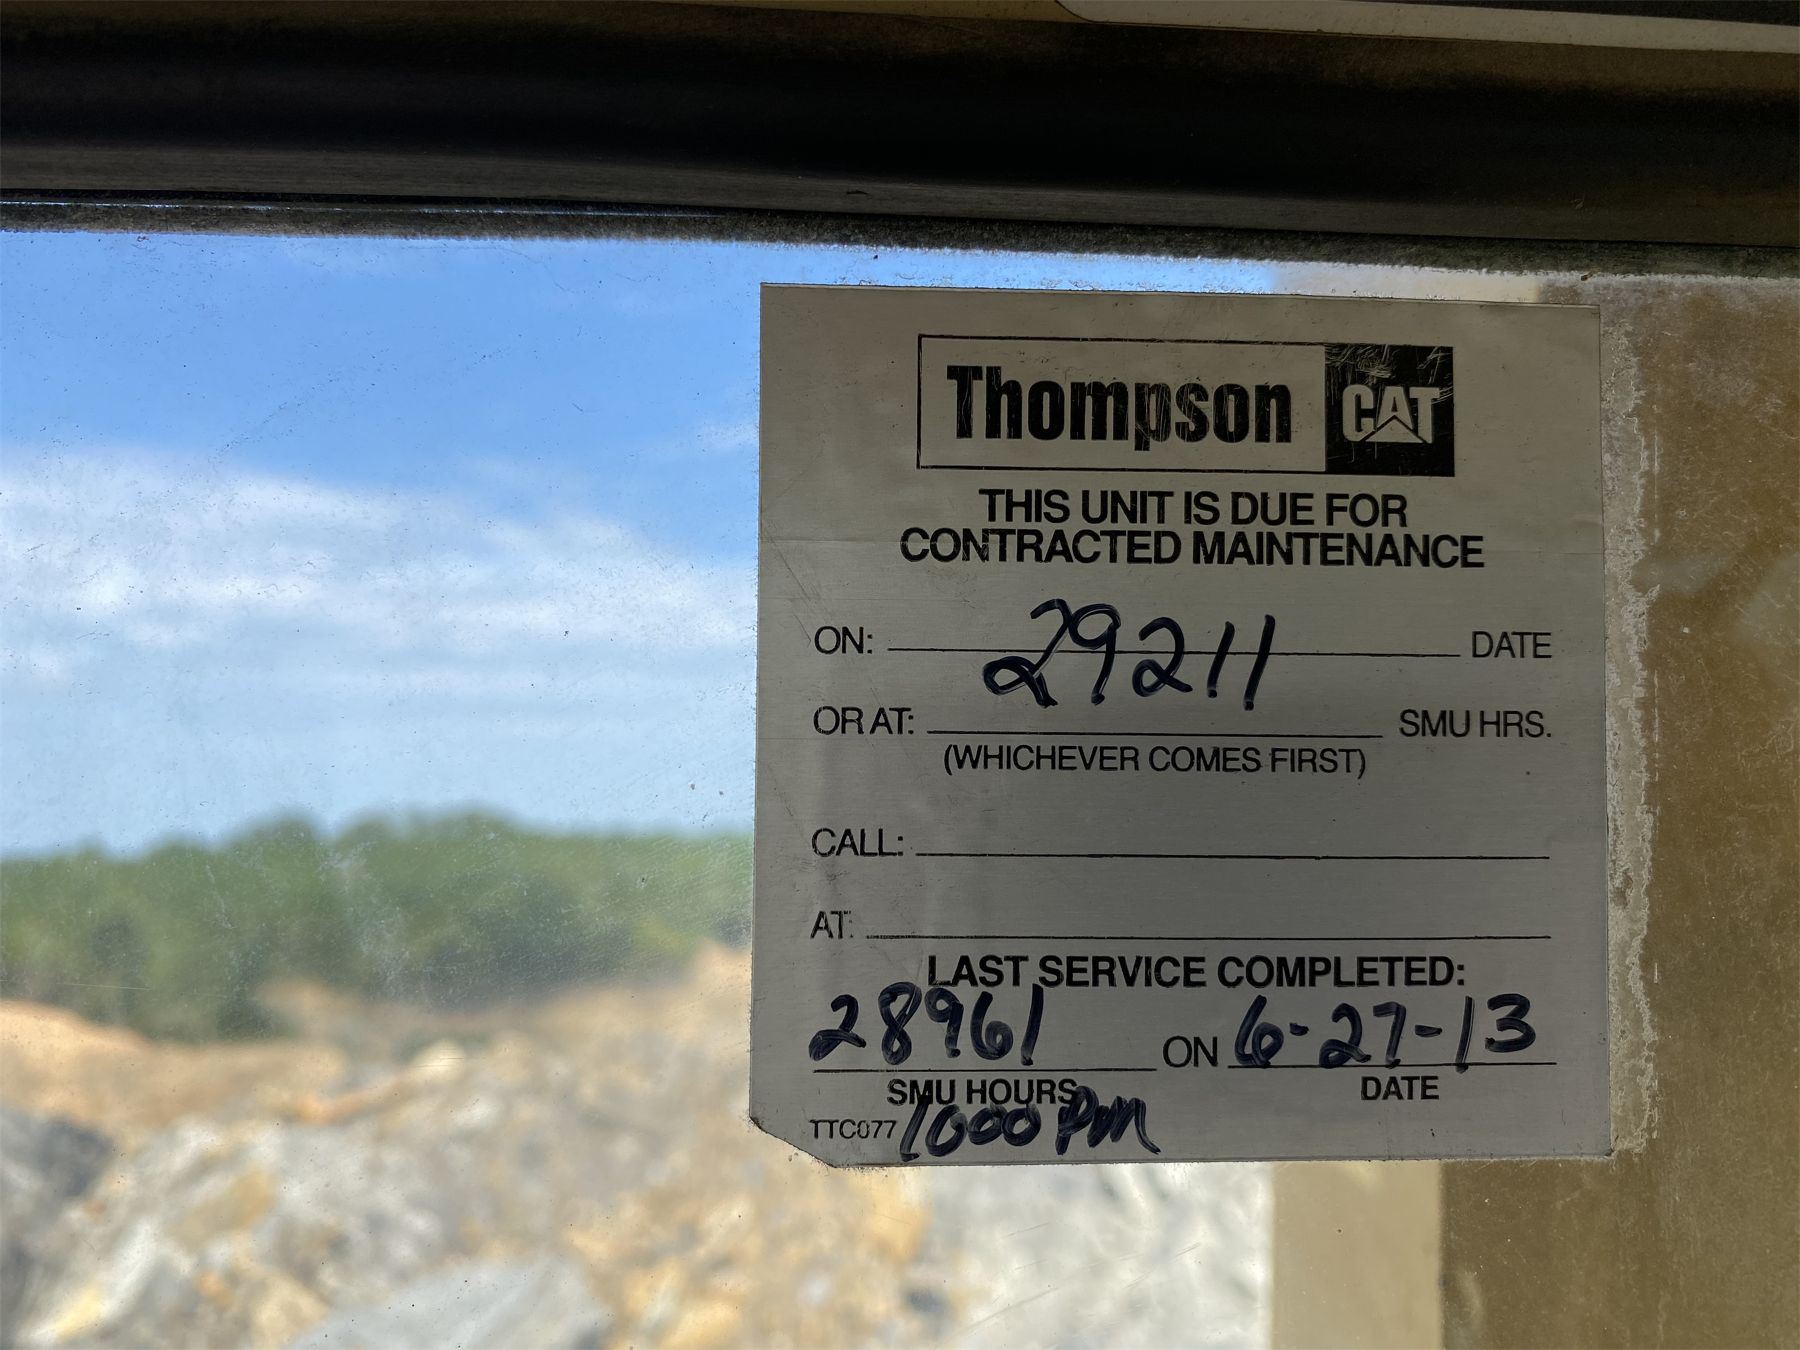 Thompson CAT
THIS UNIT IS DUE FOR
CONTRACTED MAINTENANCE
ON: 29211 DATE
OR AT: SMU HRS.
(WHICHEVER COMES FIRST)
CALL:
AT:
LAST SERVICE COMPLETED:
28961 ON 6-27-13
SMU HOURS DATE
TTC077 1000 PM